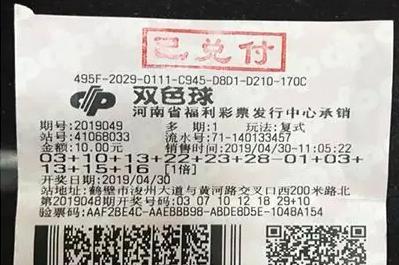 已兑付
495F-2029-0111-C945-D8D1-D210-170C
双色球
河南省福利彩票发行中心承销
期号:2019049 多 期:1 玩法:复式
站号:41068033 流水号:71-140133457
金额:10.00元 销售时间:2019/04/30-11:05:22
03+10+13+22+23+28-01+03+
13+15+16 [1倍]
开奖日期:2019/04/30
站地址:鹤壁市浚州大道与黄河路交叉口西200米路北
第2019048期开奖号码:03 07 10 12 18 29+10
验票码:AAF2BE4C-AAEBBB98-ABDE8D5E-1048A154